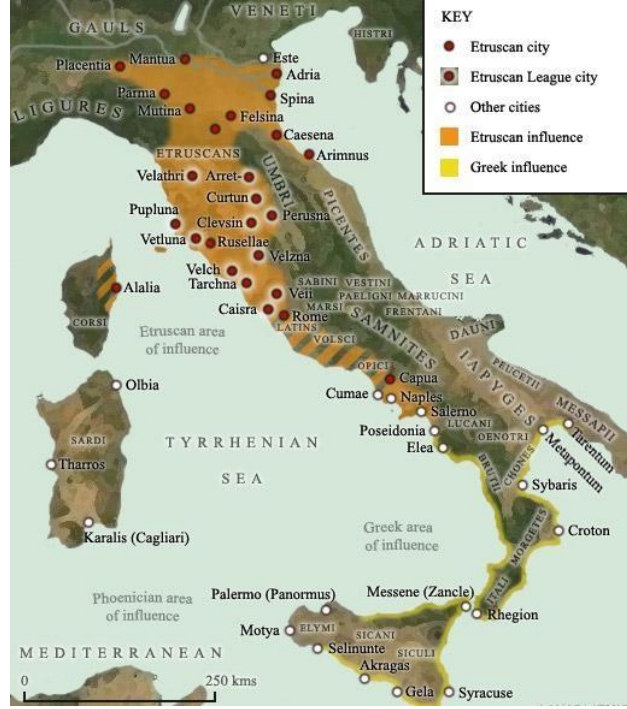 GAULS
VENETI
HISTRI
KEY
Etruscan city
Etruscan League city
Other cities
Etruscan influence
Greek influence
Mantua
Este
Placentia
Adria
Parma
Spina
LIGURES
Mutina
Felsina
Caesena
ETRUSCANS
Arimnus
UMBRI
Velathri
Arret-
Curtun
PICENTES
Pupluna
Clevsin
Perusna
Vetluna
Rusellae
ADRIATIC
SEA
Velzna
Velch
Tarchna
SABINI
VESTINI
PAELIGNI
MARRUCINI
Alalia
Veii
MARSI
FRENTANI
Caisra
Rome
CORSI
LATINS
SAMNITES
DAUNI
Etruscan area
of influence
VOLSCI
IAPYGES
PEUCETII
OPICI
MESSAPII
Olbia
Capua
Cumae
Naples
Salerno
LUCANI
Poseidonia
OENOTRI
Tarentum
SARDI
TYRRHENIAN
SEA
Elea
CHONES
Metapontum
Tharros
BRUTII
Sybaris
Karalis (Cagliari)
Greek area
of influence
MORGETES
Croton
ITALI
Phoenician area
of influence
Palermo (Panormus)
Messene (Zancle)
Rhegion
Motya
ELYMI
SICANI
SICULI
MEDITERRANEAN
Selinunte
Akragas
Gela
Syracuse
0
250 kms